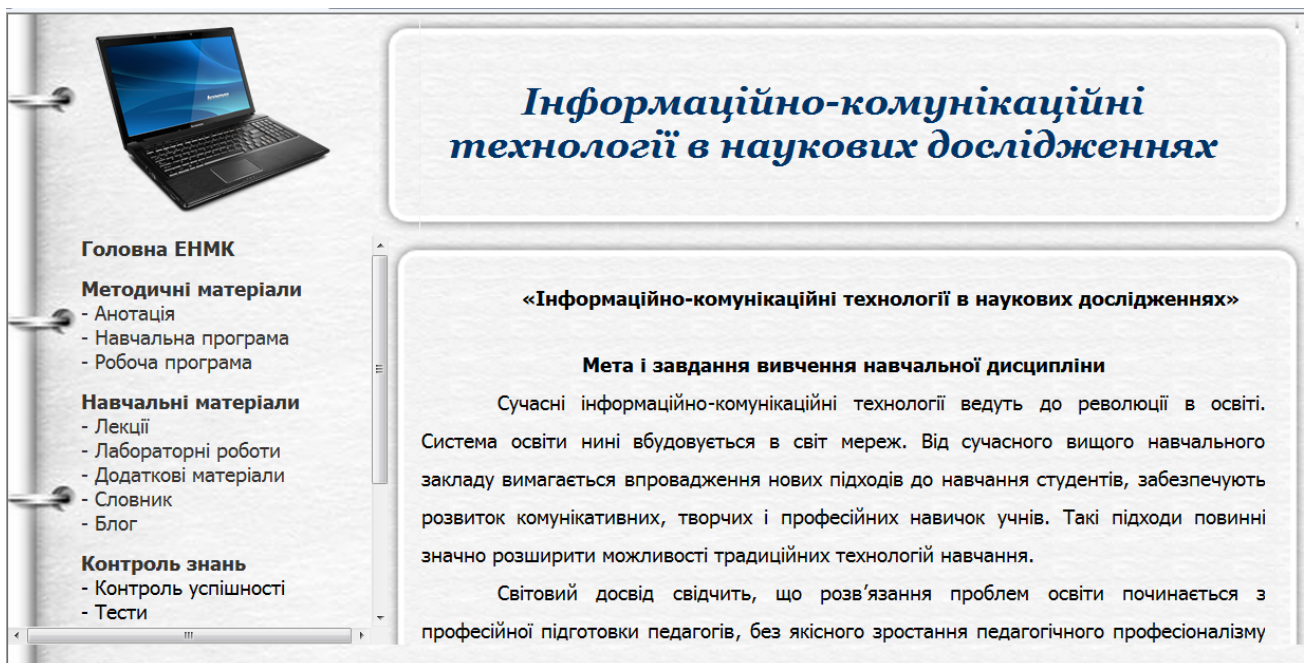 Інформаційно-комунікаційні
технології в наукових дослідженнях
Головна ЕНМК
Методичні матеріали
- Анотація
- Навчальна програма
- Робоча програма
Навчальні матеріали
- Лекції
- Лабораторні роботи
- Додаткові матеріали
- Словник
- Блог
Контроль знань
- Контроль успішності
- Тести
«Інформаційно-комунікаційні технології в наукових дослідженнях»
Мета і завдання вивчення навчальної дисципліни
Сучасні інформаційно-комунікаційні технології ведуть до революції в освіті.
Система освіти нині вбудовується в світ мереж. Від сучасного вищого навчального
закладу вимагається впровадження нових підходів до навчання студентів, забезпечують
розвиток комунікативних, творчих і професійних навичок учнів. Такі підходи повинні
значно розширити можливості традиційних технологій навчання.
Світовий досвід свідчить, що розв’язання проблем освіти починається з
професійної підготовки педагогів, без якісного зростання педагогічного професіоналізму